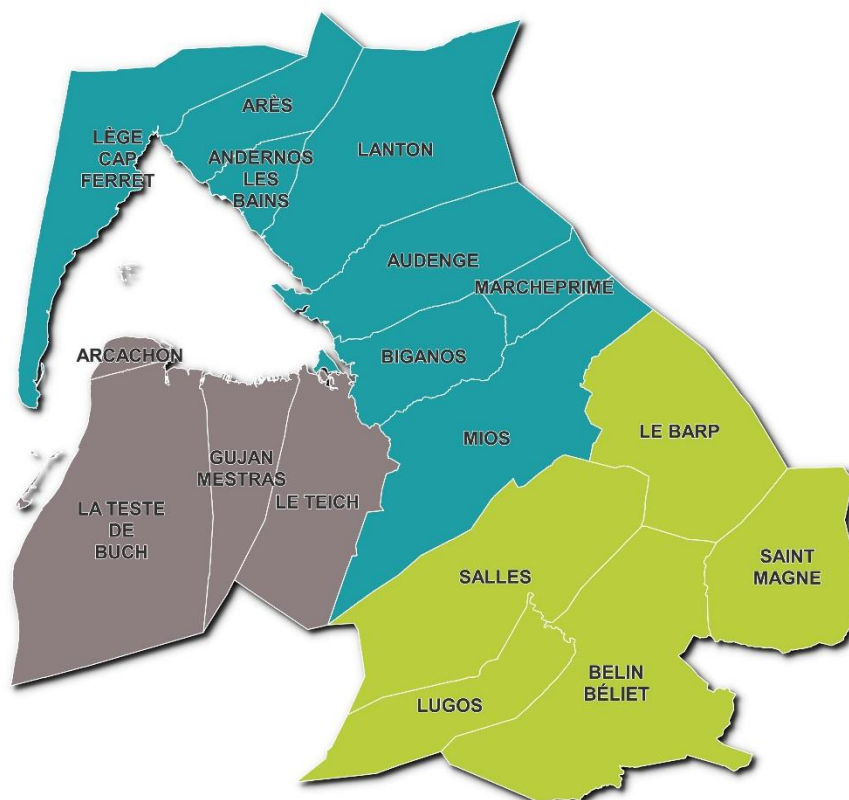 ARÈS
LÈGE
CAP
FERRET
ANDERNOS
LES
BAINS
LANTON
AUDENGE
MARCHEPRIME
ARCACHON
BIGANOS
MIOS
LE BARP
GUJAN
MESTRAS
LE TEICH
LA TESTE
DE
BUCH
SALLES
SAINT
MAGNE
BELIN
BÉLIET
LUGOS